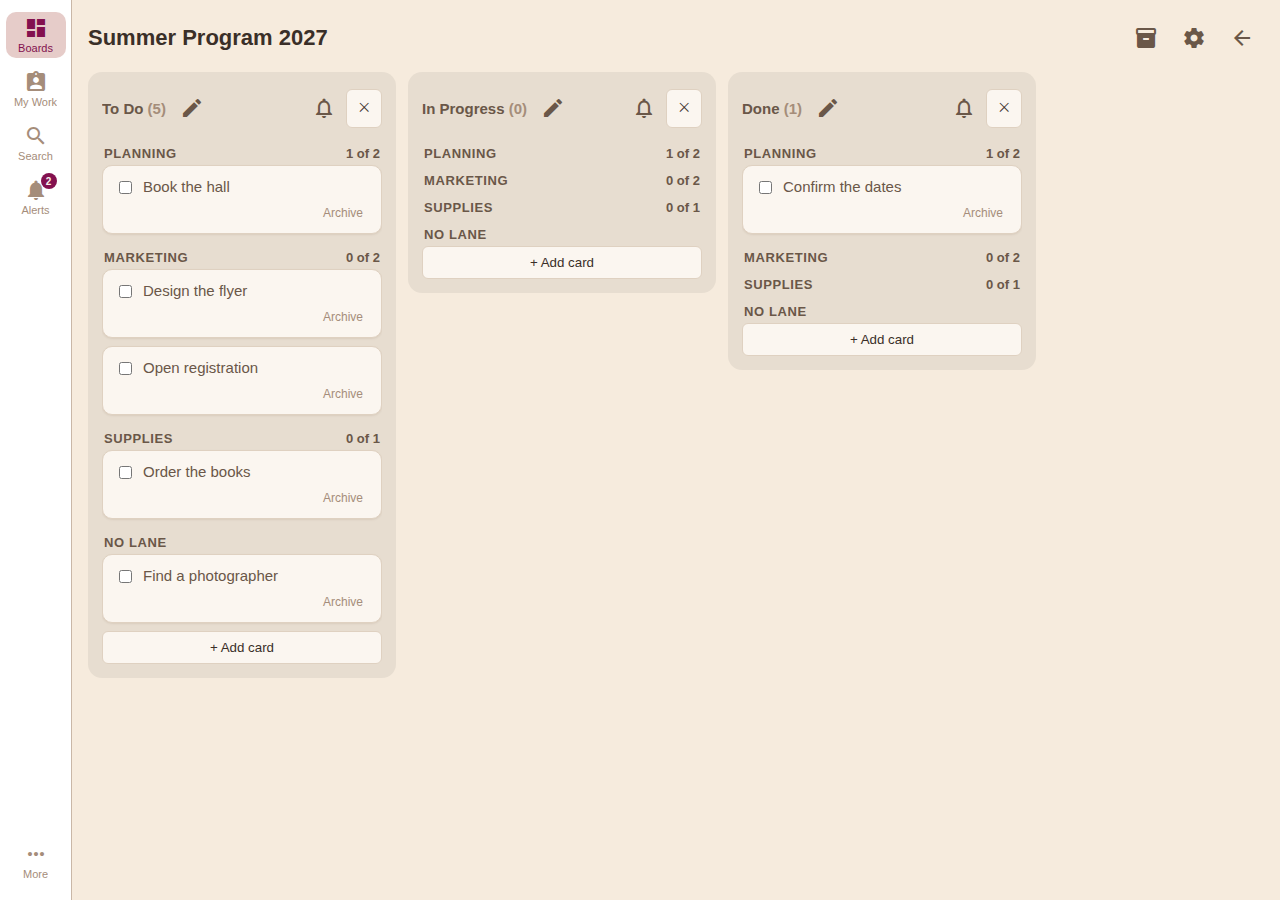 Boards
My Work
Search
2
Alerts
More
Summer Program 2027
To Do (5)
PLANNING 1 of 2
Book the hall
Archive
MARKETING 0 of 2
Design the flyer
Archive
Open registration
Archive
SUPPLIES 0 of 1
Order the books
Archive
NO LANE
Find a photographer
Archive
+ Add card
In Progress (0)
PLANNING 1 of 2
MARKETING 0 of 2
SUPPLIES 0 of 1
NO LANE
+ Add card
Done (1)
PLANNING 1 of 2
Confirm the dates
Archive
MARKETING 0 of 2
SUPPLIES 0 of 1
NO LANE
+ Add card